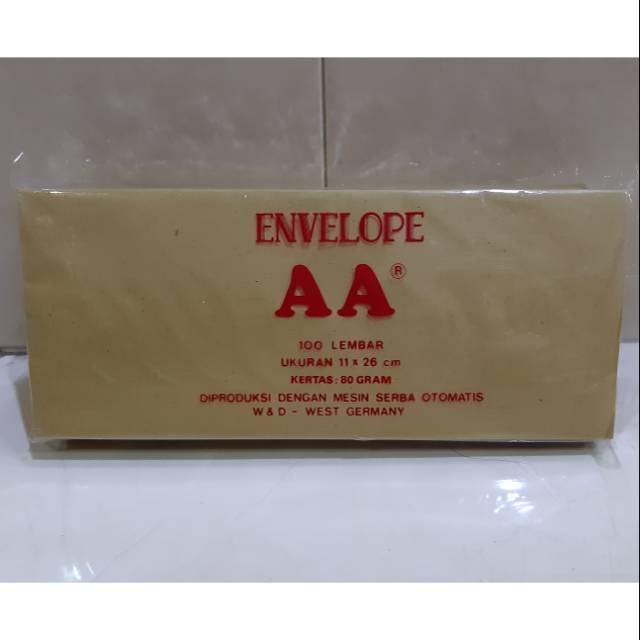 ENVELOPE
AA®
100 LEMBAR
UKURAN 11 x 26 cm
KERTAS: 80 GRAM
DIPRODUKSI DENGAN MESIN SERBA OTOMATIS
W & D - WEST GERMANY